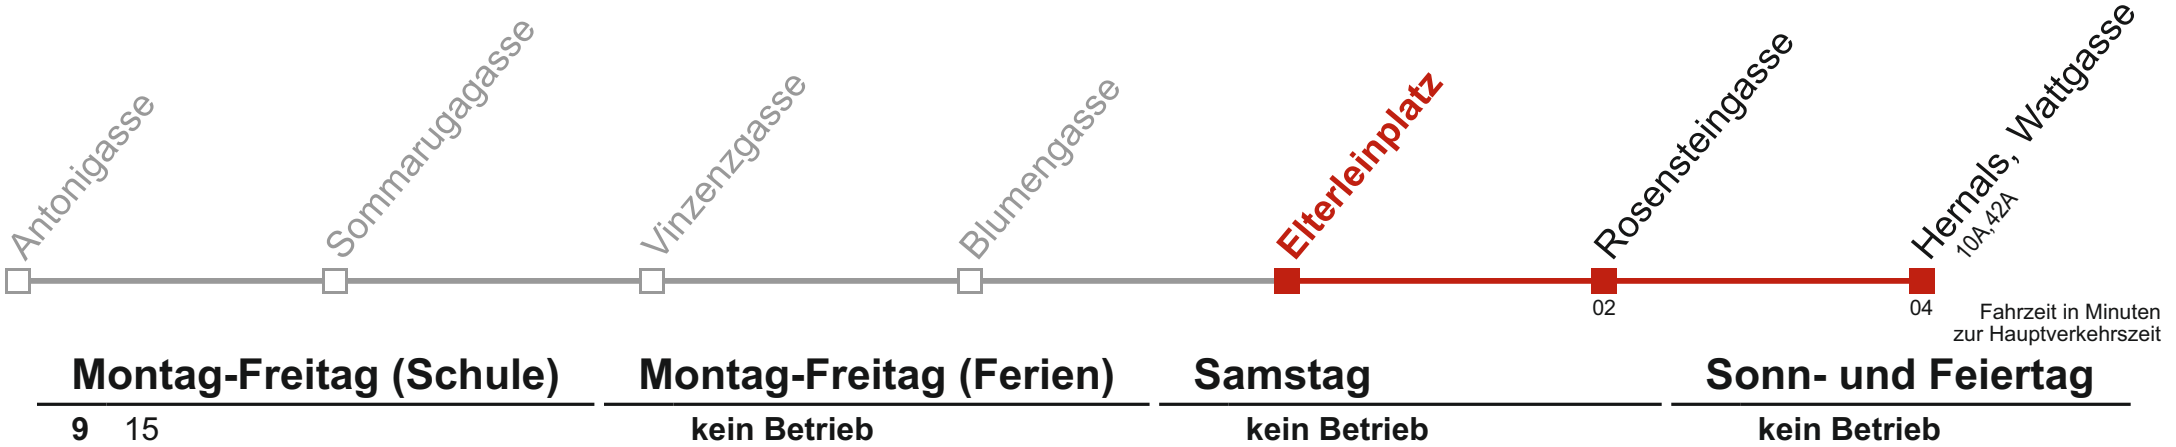 Antonigasse
Sommarugagasse
Vinzenzgasse
Blumengasse
Elterleinplatz
Rosensteingasse
Hernals, Wattgasse
10A,42A
02
04
Fahrzeit in Minuten
zur Hauptverkehrszeit
Montag-Freitag (Schule)
9 15
Montag-Freitag (Ferien)
kein Betrieb
Samstag
kein Betrieb
Sonn- und Feiertag
kein Betrieb